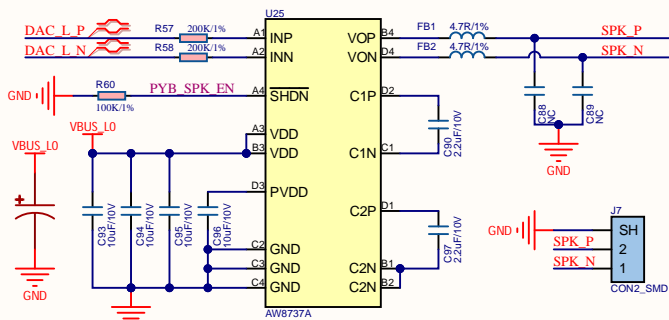 U25
DAC_L_P
R57
200K/1%
A1
INP
VOP
B4
FB1
4.7R/1%
SPK_P
DAC_L_N
R58
200K/1%
A2
INN
VON
D4
FB2
4.7R/1%
SPK_N
GND
R60
100K/1%
PYB_SPK_EN
A4
SHDN
C1P
D2
C88
NC
C89
NC
GND
VBUS_L0
A3
VDD
B3
VDD
C1N
C1
C90
2.2uF/10V
VBUS_L0
GND
D3
PVDD
C2P
D1
C93
10uF/10V
C94
10uF/10V
C95
10uF/10V
C96
10uF/10V
C97
2.2uF/10V
C2
GND
C3
GND
C2N
B1
C4
GND
C2N
B2
GND
AW8737A
J7
GND
SH
SPK_P
2
SPK_N
1
CON2_SMD